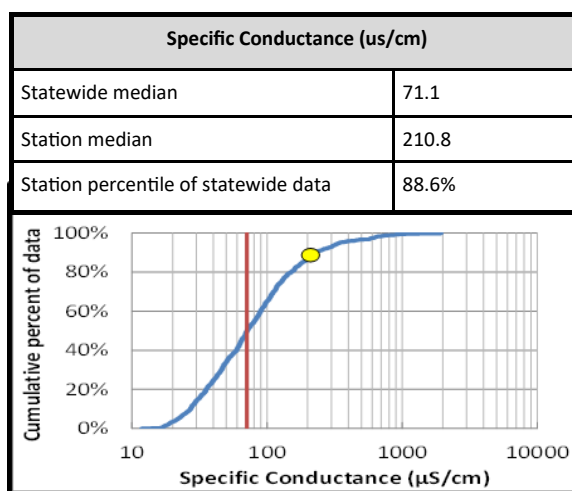 Specific Conductance (us/cm)
Statewide median 71.1
Station median 210.8
Station percentile of statewide data 88.6%
Cumulative percent of data
100%
80%
60%
40%
20%
0%
10 100 1000 10000
Specific Conductance (µS/cm)